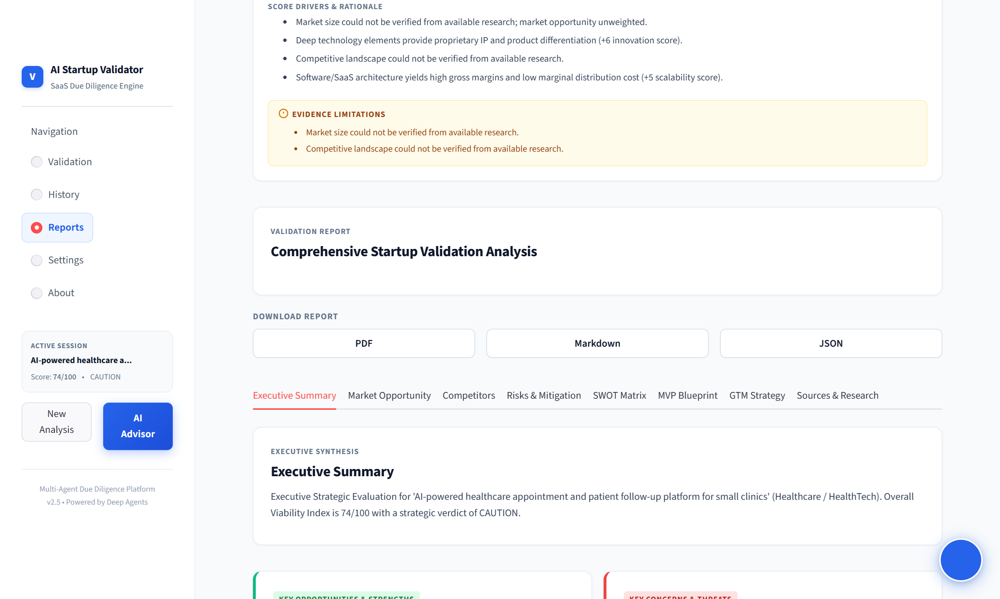 V
AI Startup Validator
SaaS Due Diligence Engine
Navigation
Validation
History
Reports
Settings
About
ACTIVE SESSION
AI-powered healthcare a...
Score: 74/100 • CAUTION
New
Analysis
AI
Advisor
Multi-Agent Due Diligence Platform
v2.5 • Powered by Deep Agents
SCORE DRIVERS & RATIONALE
• Market size could not be verified from available research; market opportunity unweighted.
• Deep technology elements provide proprietary IP and product differentiation (+6 innovation score).
• Competitive landscape could not be verified from available research.
• Software/SaaS architecture yields high gross margins and low marginal distribution cost (+5 scalability score).
EVIDENCE LIMITATIONS
• Market size could not be verified from available research.
• Competitive landscape could not be verified from available research.
VALIDATION REPORT
Comprehensive Startup Validation Analysis
DOWNLOAD REPORT
PDF
Markdown
JSON
Executive Summary
Market Opportunity
Competitors
Risks & Mitigation
SWOT Matrix
MVP Blueprint
GTM Strategy
Sources & Research
EXECUTIVE SYNTHESIS
Executive Summary
Executive Strategic Evaluation for 'AI-powered healthcare appointment and patient follow-up platform for small clinics' (Healthcare / HealthTech). Overall
Viability Index is 74/100 with a strategic verdict of CAUTION.
KEY OPPORTUNITIES & STRENGTHS
KEY CONCERNS & THREATS